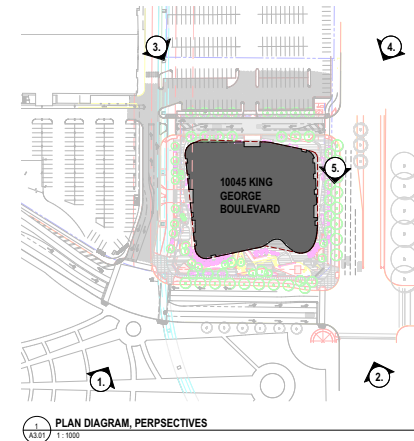 3.
4.
5.
10045 KING
GEORGE
BOULEVARD
1.
2.
1
A3.01
PLAN DIAGRAM, PERPSECTIVES
1 : 1000